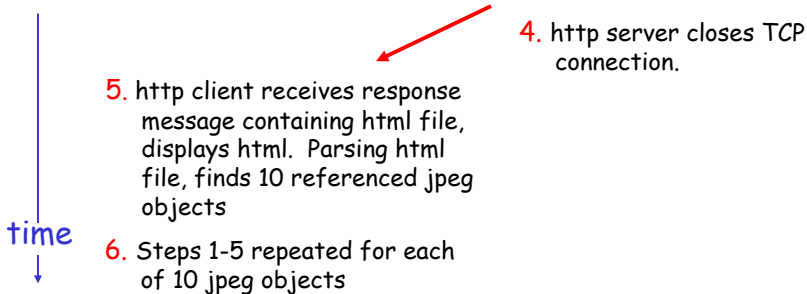 4. http server closes TCP
connection.
5. http client receives response
message containing html file,
displays html. Parsing html
file, finds 10 referenced jpeg
objects
time
6. Steps 1-5 repeated for each
of 10 jpeg objects